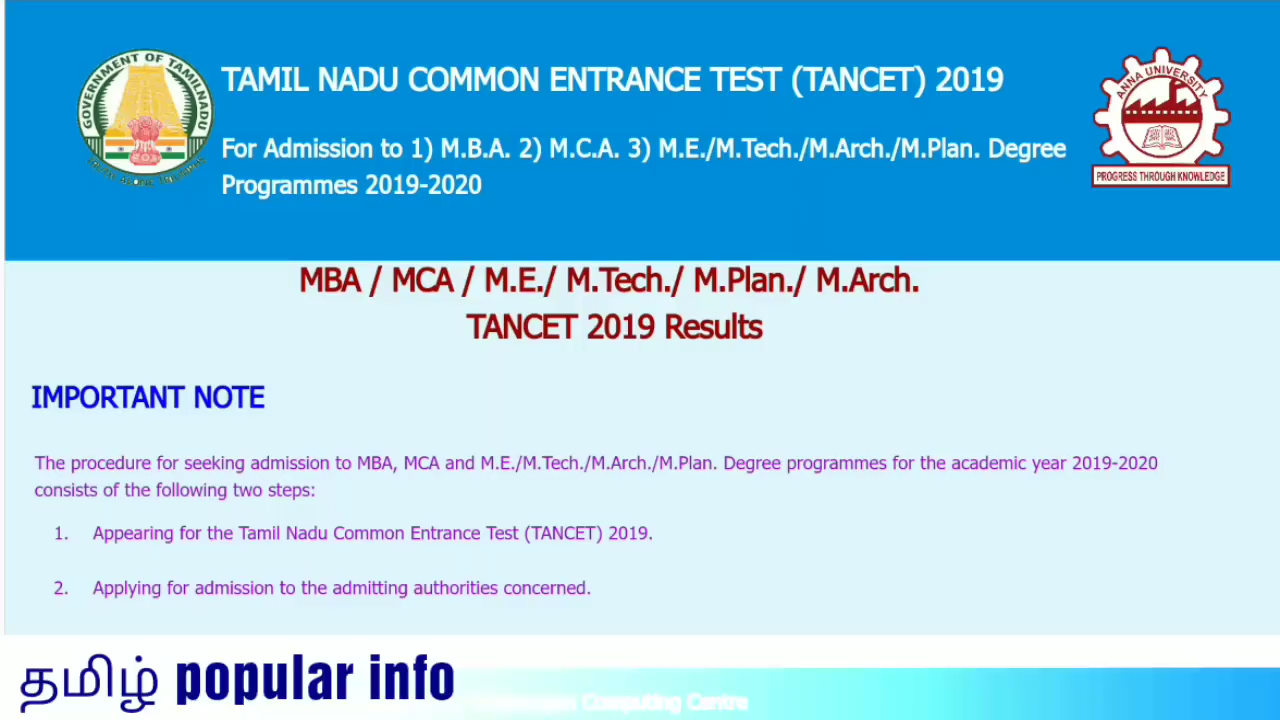 GOVERNMENT OF TAMILNADU
TAMIL NADU COMMON ENTRANCE TEST (TANCET) 2019
For Admission to 1) M.B.A. 2) M.C.A. 3) M.E./M.Tech./M.Arch./M.Plan. Degree
Programmes 2019-2020
ANNA UNIVERSITY
PROGRESS THROUGH KNOWLEDGE
MBA / MCA / M.E./ M.Tech./ M.Plan./ M.Arch.
TANCET 2019 Results
IMPORTANT NOTE
The procedure for seeking admission to MBA, MCA and M.E./M.Tech./M.Arch./M.Plan. Degree programmes for the academic year 2019-2020
consists of the following two steps:
1. Appearing for the Tamil Nadu Common Entrance Test (TANCET) 2019.
2. Applying for admission to the admitting authorities concerned.
தமிழ் popular info
Computing Centre